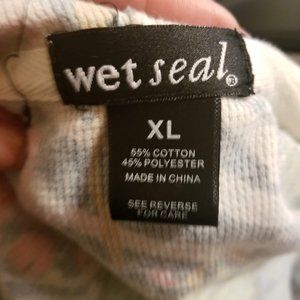 wet seal®
XL
55% COTTON
45% POLYESTER
MADE IN CHINA
SEE REVERSE
FOR CARE